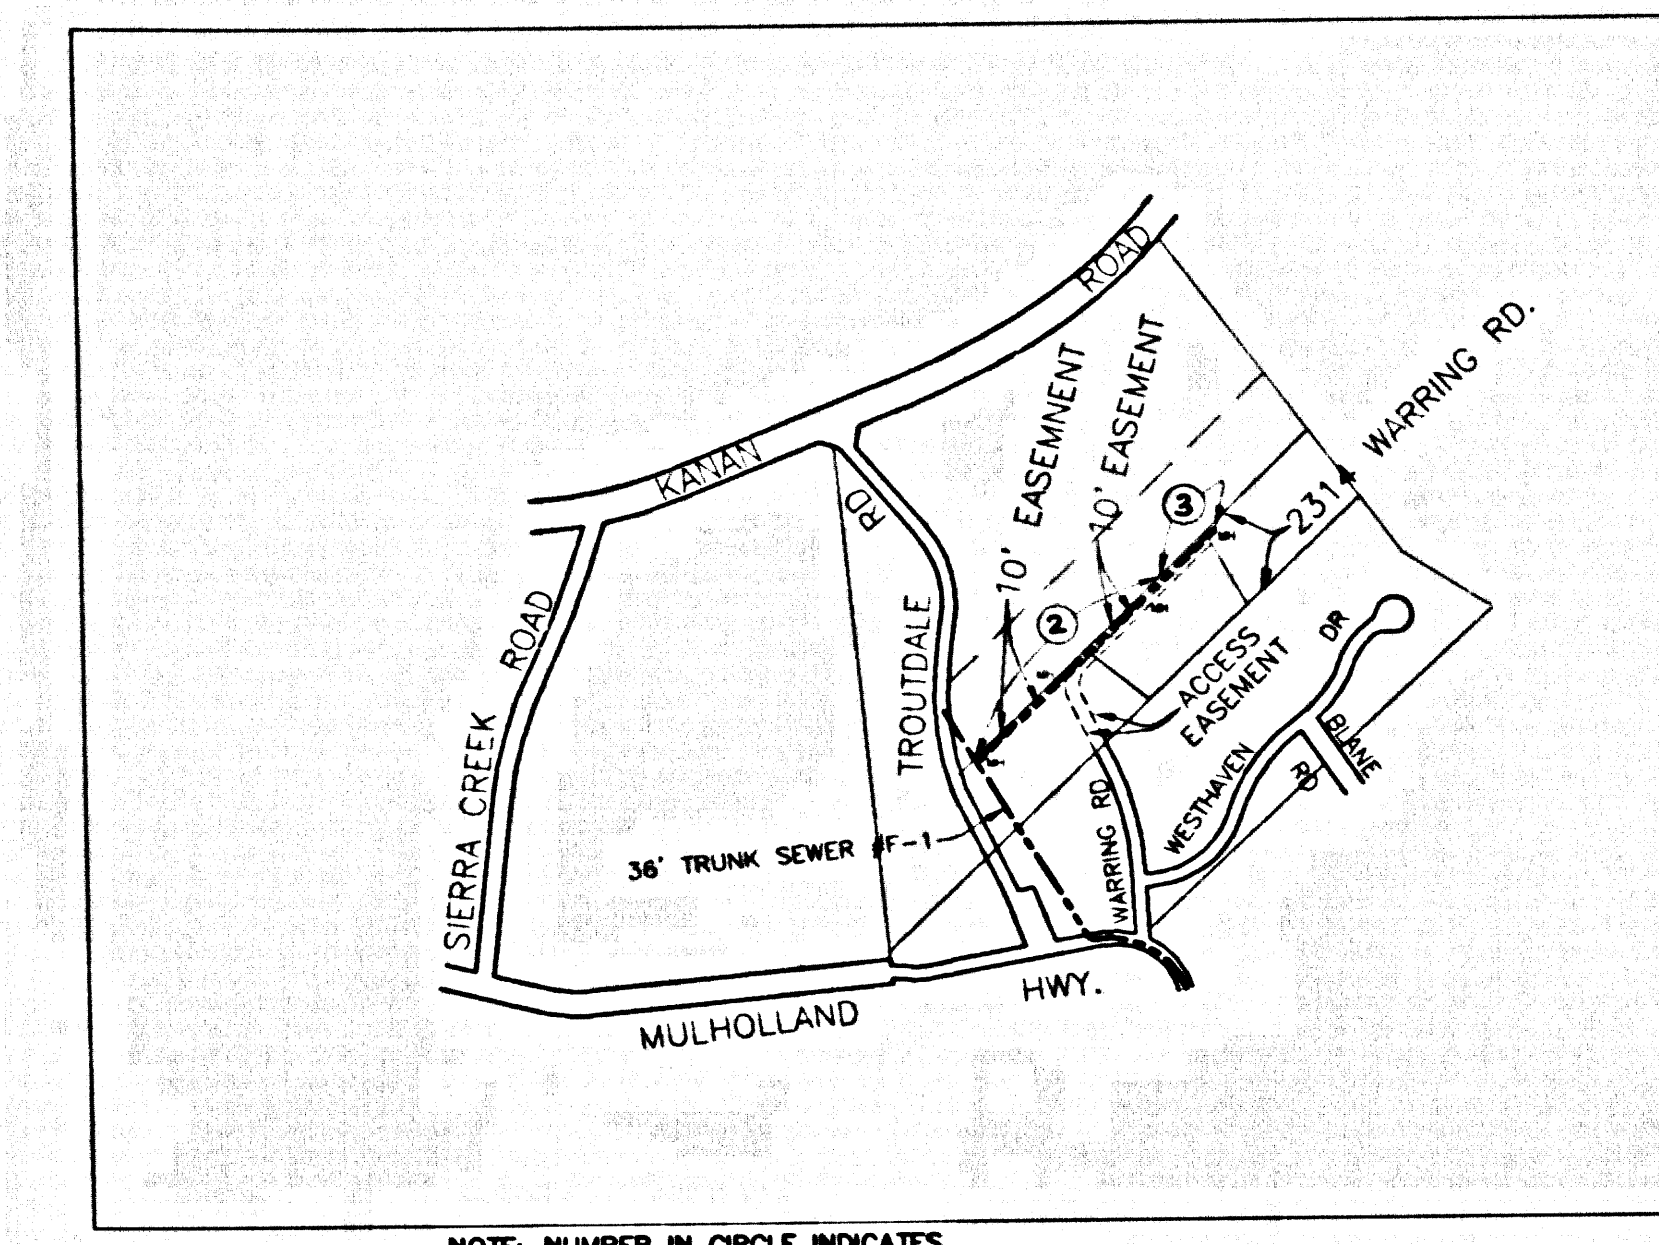 ROAD
WARRING RD.
10' EASEMNENT
10' EASEMENT
KANAN
RD
3
231
2
ROAD
TROUTDALE
DR
ACCESS
EASEMENT
SIERRA CREEK
BLANE
RD
WESTHAVEN
WARRING RD
36' TRUNK SEWER #F-1
HWY.
MULHOLLAND
NOTE: NUMBER IN CIRCLE INDICATES